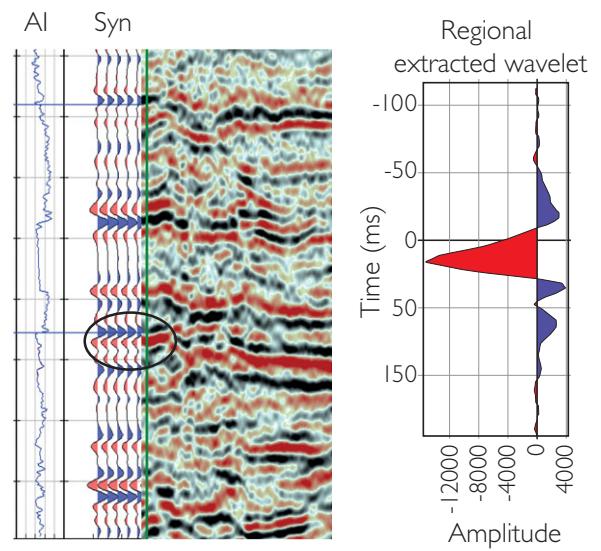 AI Syn
Regional
extracted wavelet
-100
-50
0
50
150
Time (ms)
-12000
-8000
-4000
0
4000
Amplitude